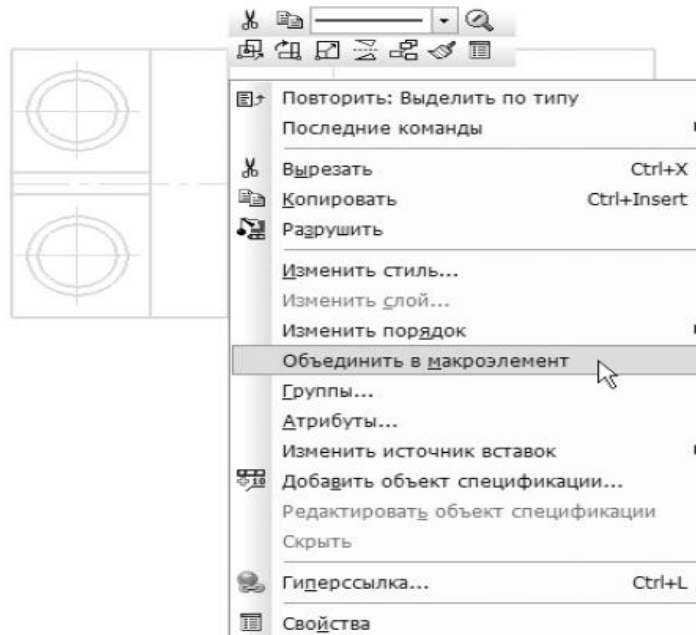 Повторить: Выделить по типу
Последние команды
Вырезать Ctrl+X
Копировать Ctrl+Insert
Разрушить
Изменить стиль...
Изменить слой...
Изменить порядок
Объединить в макроэлемент
Группы...
Атрибуты...
Изменить источник вставок
Добавить объект спецификации...
Редактировать объект спецификации
Скрыть
Гиперссылка... Ctrl+L
Свойства